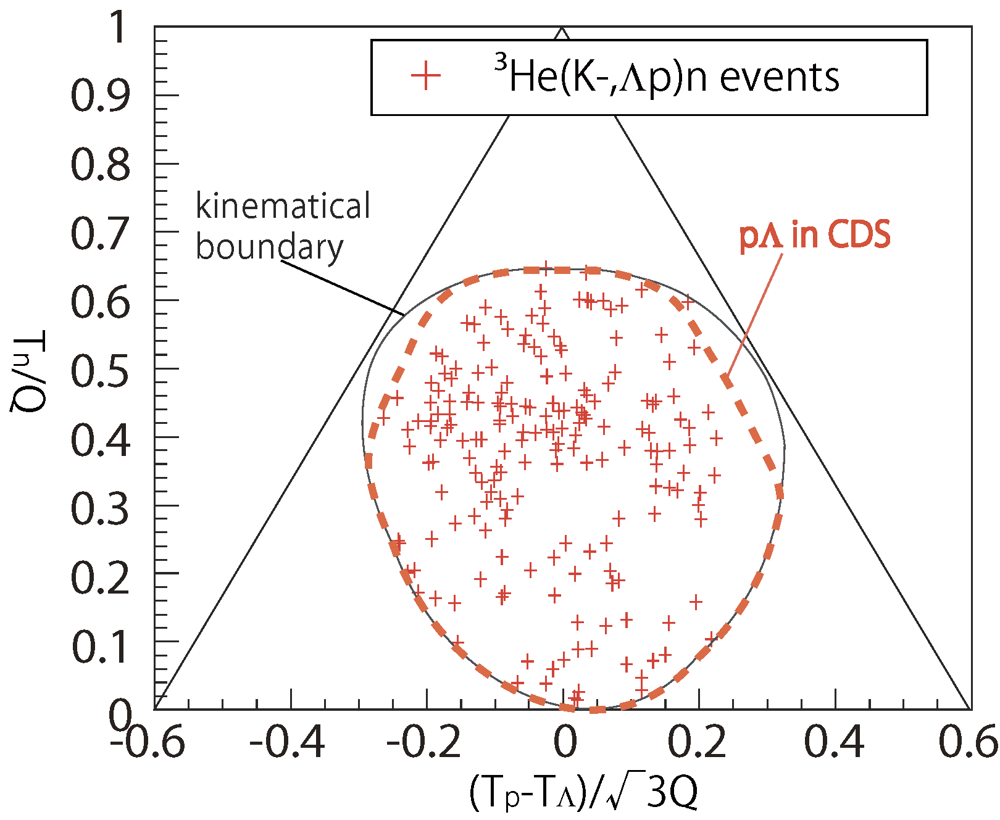 1
0.9
0.8
0.7
0.6
0.5
0.4
0.3
0.2
0.1
0
Tn/Q
³He(K-,Λp)n events
kinematical
boundary
pΛ in CDS
-0.6 -0.4 -0.2 0 0.2 0.4 0.6
(Tp-TΛ)/√3Q